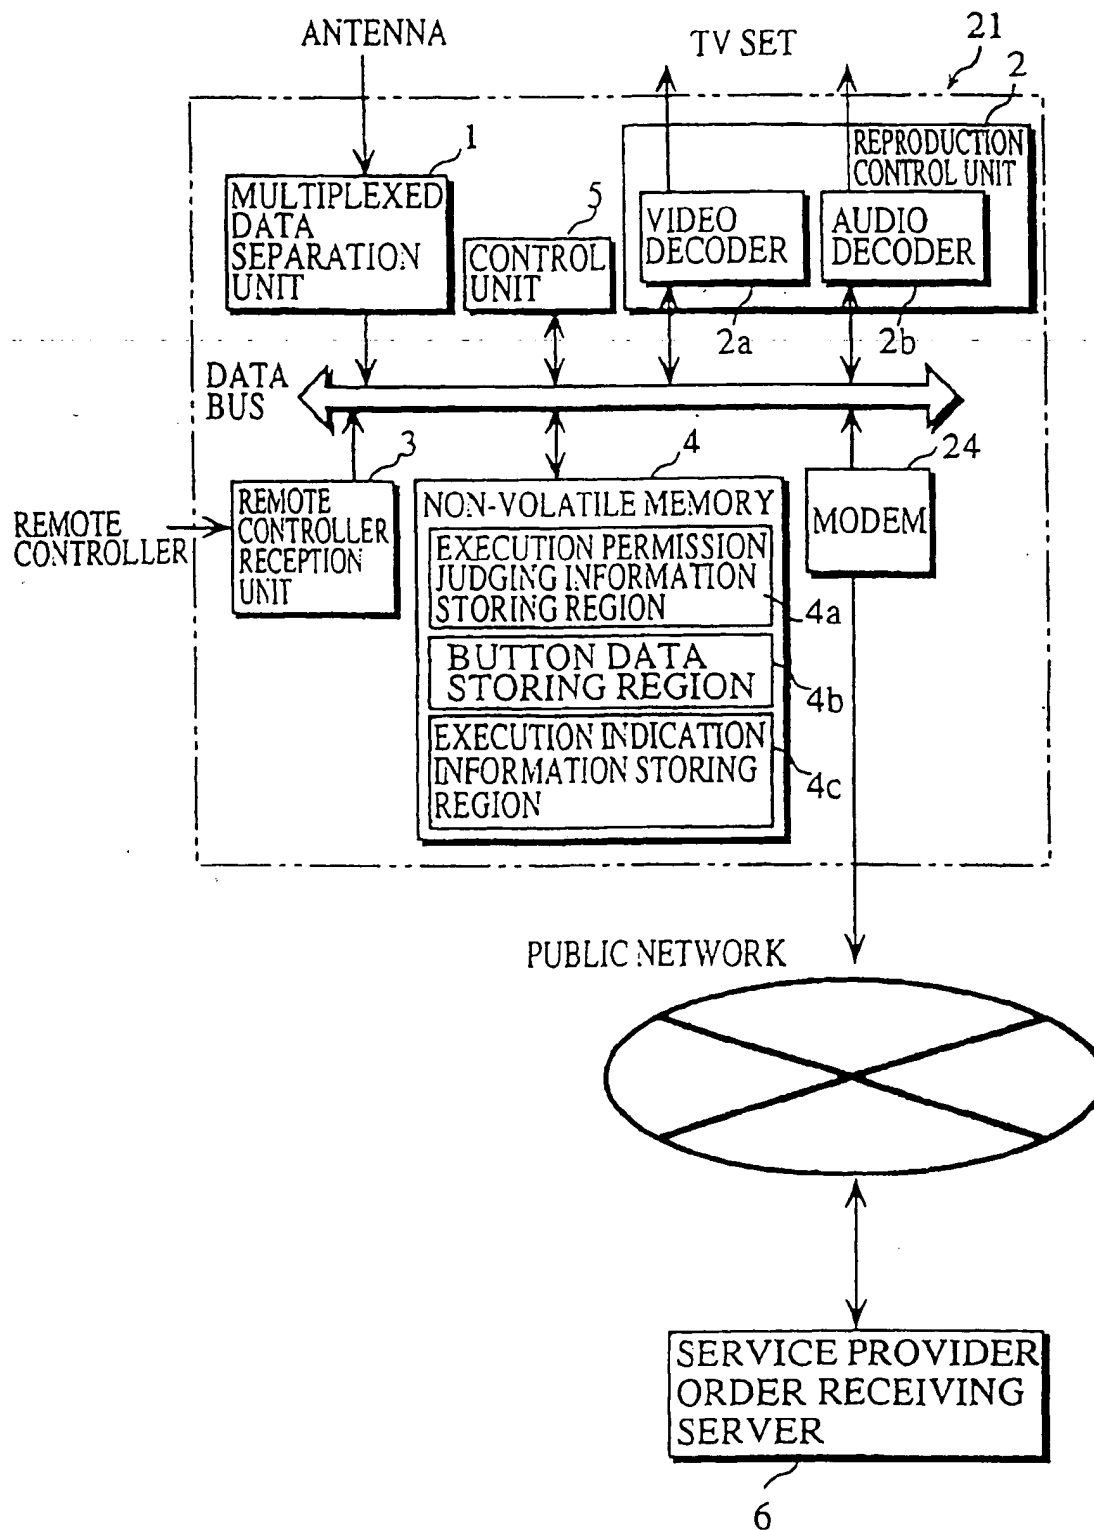 ANTENNA
TV SET
21
2
REPRODUCTION
CONTROL UNIT
1
MULTIPLEXED
DATA
SEPARATION
UNIT
5
CONTROL
UNIT
VIDEO
DECODER
AUDIO
DECODER
2a
2b
DATA
BUS
3
4
24
REMOTE
CONTROLLER
REMOTE
CONTROLLER
RECEPTION
UNIT
NON-VOLATILE MEMORY
EXECUTION PERMISSION
JUDGING INFORMATION
STORING REGION
4a
BUTTON DATA
STORING REGION
4b
EXECUTION INDICATION
INFORMATION STORING
REGION
4c
MODEM
PUBLIC NETWORK
SERVICE PROVIDER
ORDER RECEIVING
SERVER
6